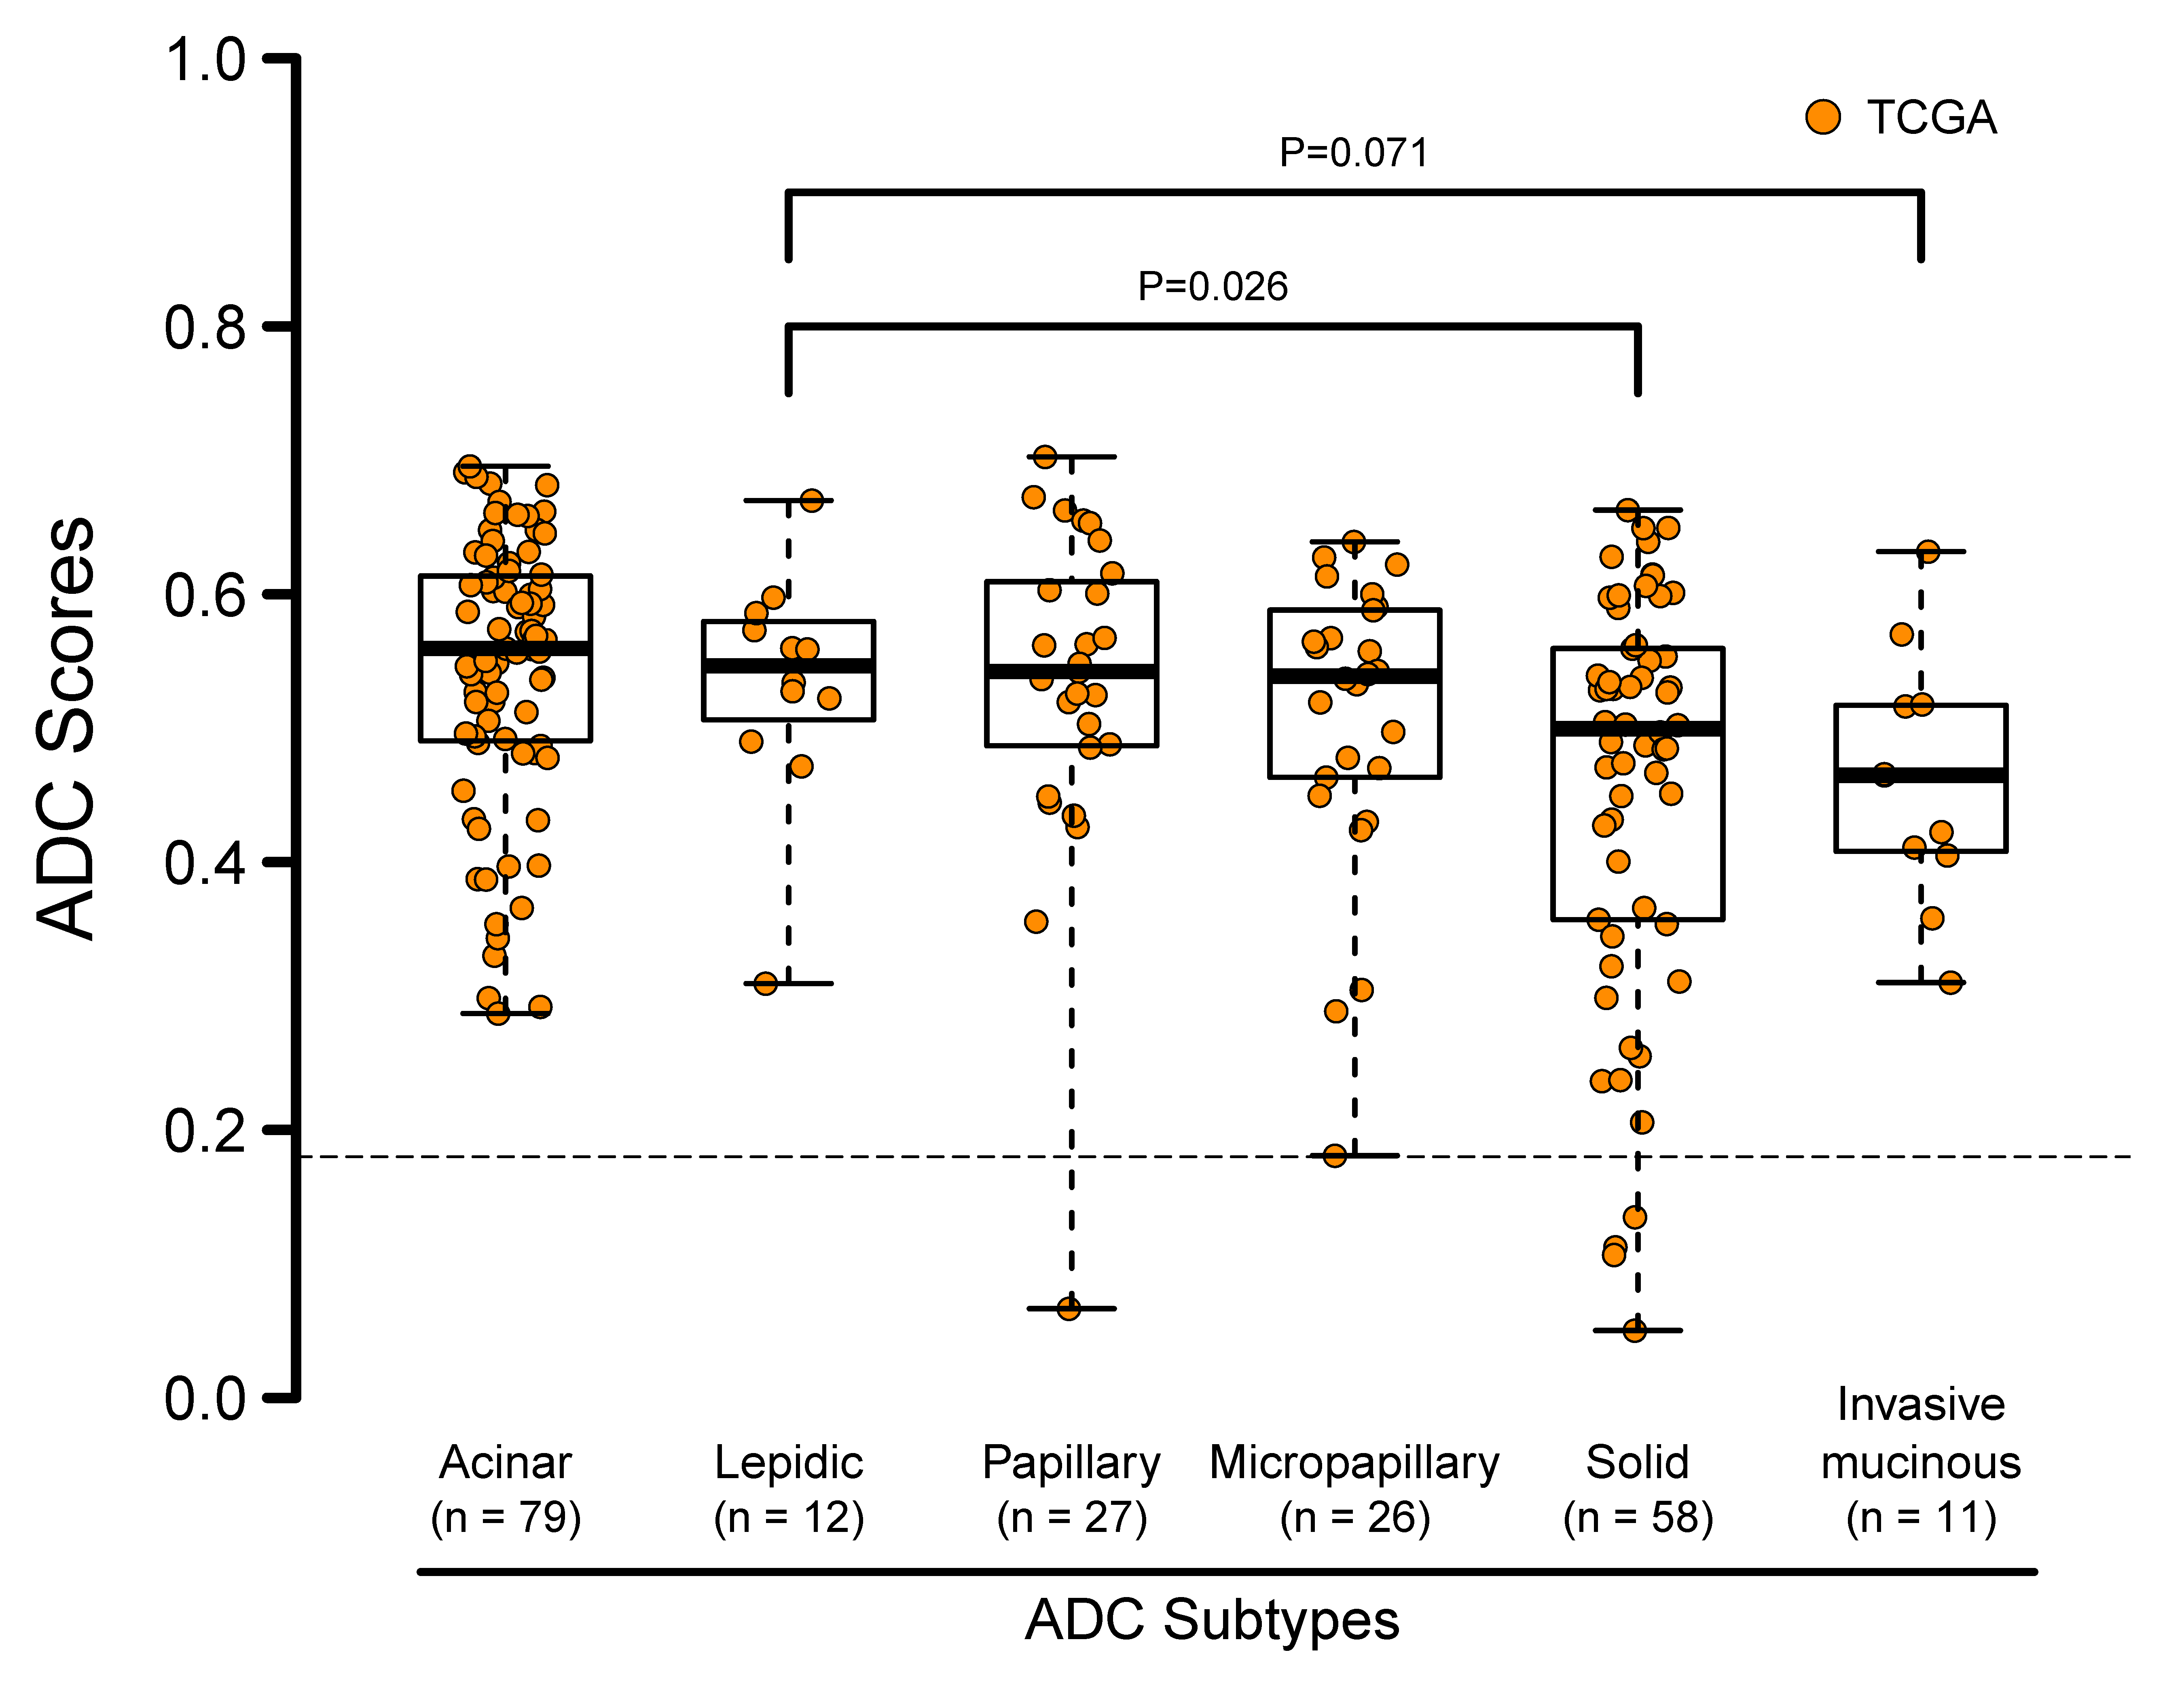 1.0
TCGA
P=0.071
P=0.026
0.8
0.6
0.4
0.2
0.0
ADC Scores
Acinar
(n = 79)
Lepidic
(n = 12)
Papillary
(n = 27)
Micropapillary
(n = 26)
Solid
(n = 58)
Invasive
mucinous
(n = 11)
ADC Subtypes